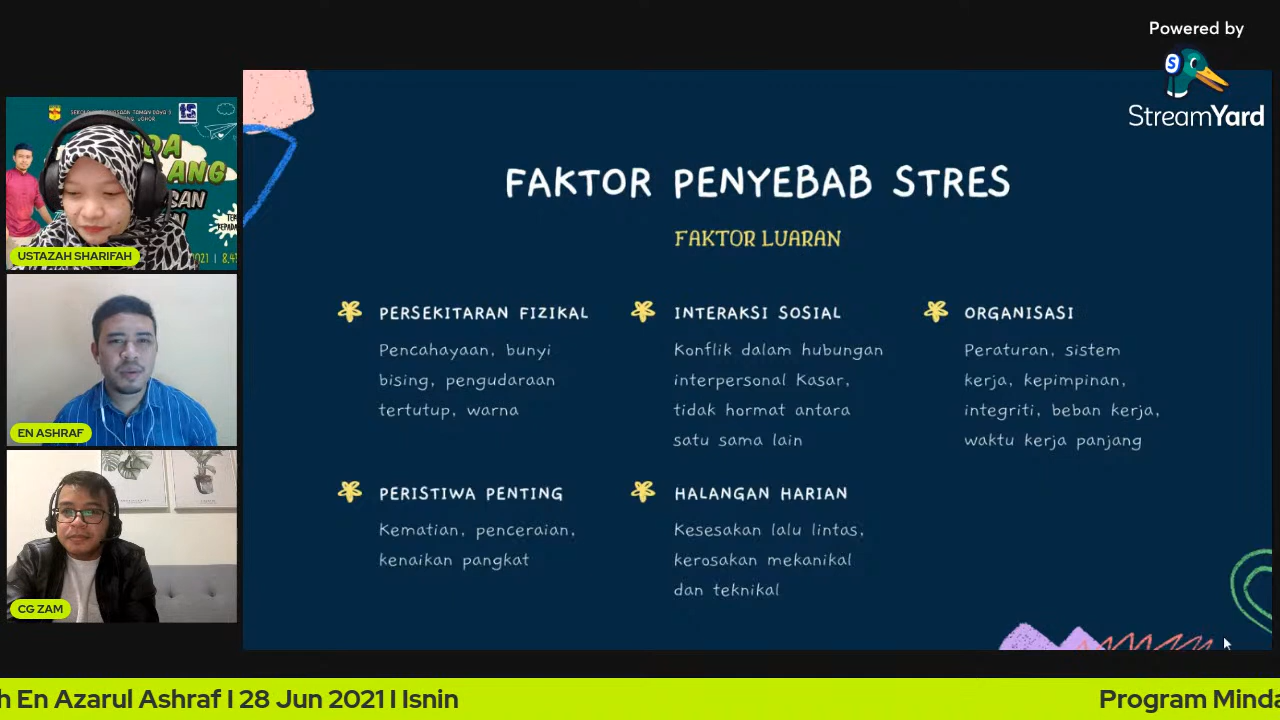 Powered by
StreamYard
USTAZAH SHARIFAH
EN ASHRAF
CG ZAM
FAKTOR PENYEBAB STRES
FAKTOR LUARAN
PERSEKITARAN FIZIKAL
Pencahayaan, bunyi
bising, pengudaraan
tertutup, warna
INTERAKSI SOSIAL
Konflik dalam hubungan
interpersonal Kasar,
tidak hormat antara
satu sama lain
ORGANISASI
Peraturan, sistem
kerja, kepimpinan,
integriti, beban kerja,
waktu kerja panjang
PERISTIWA PENTING
Kematian, penceraian,
kenaikan pangkat
HALANGAN HARIAN
Kesesakan lalu lintas,
kerosakan mekanikal
dan teknikal
h En Azarul Ashraf I 28 Jun 2021 I Isnin
Program Minda